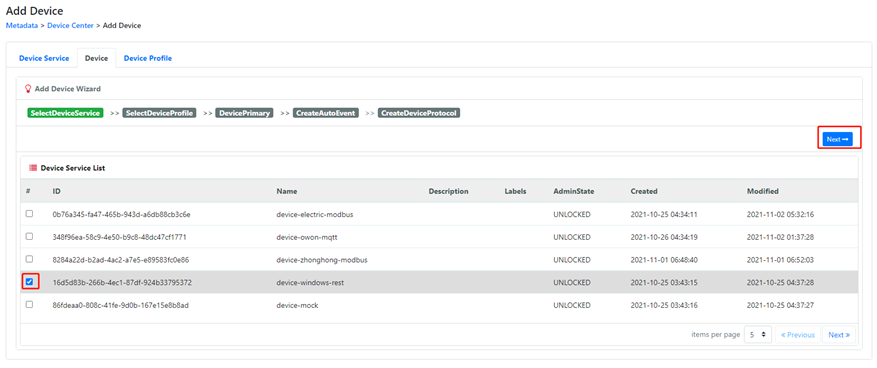 Add Device
Metadata > Device Center > Add Device
Device Service Device Device Profile
Add Device Wizard
SelectDeviceService >> SelectDeviceProfile >> DevicePrimary >> CreateAutoEvent >> CreateDeviceProtocol
Next →
Device Service List
# ID Name Description Labels AdminState Created Modified
0b76a345-fa47-465b-943d-a6db88cb3c6e device-electric-modbus UNLOCKED 2021-10-25 04:34:11 2021-11-02 05:32:16
348f96ea-58c9-4e50-b9c8-48dc47cf1771 device-owon-mqtt UNLOCKED 2021-10-26 04:34:19 2021-11-02 01:37:28
8284a22d-b2ad-4ac2-a7e5-e89583fc0e86 device-zhonghong-modbus UNLOCKED 2021-11-01 06:48:40 2021-11-02 06:52:03
16d5d83b-266b-4ec1-87df-924b33795372 device-windows-rest UNLOCKED 2021-10-25 03:43:15 2021-10-25 04:37:28
86fdeaa0-808c-41fe-9d0b-167e15e8b8ad device-mock UNLOCKED 2021-10-25 03:43:16 2021-10-25 04:37:27
items per page 5 « Previous Next »